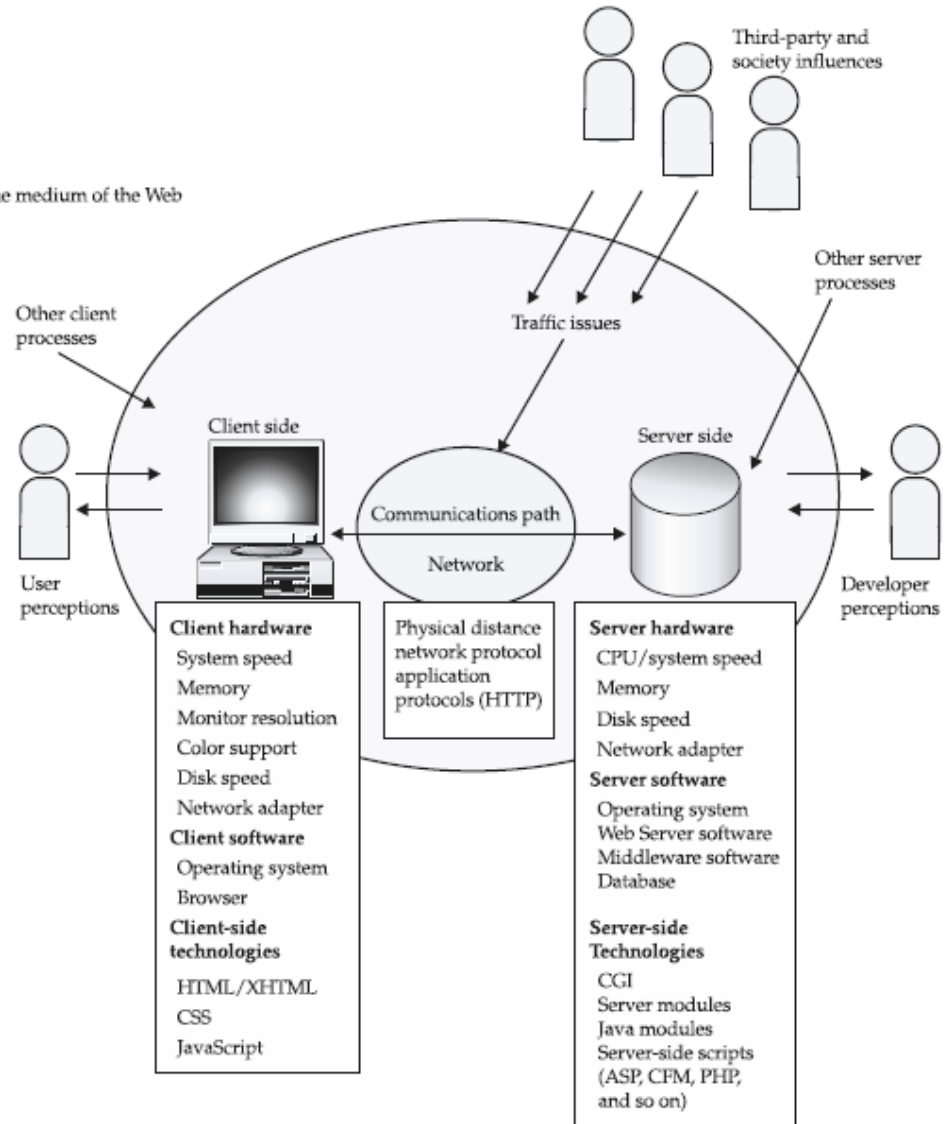 Third-party and
society influences
e medium of the Web
Other server
processes
Other client
processes
Traffic issues
Client side
Server side
Communications path
Network
User
perceptions
Developer
perceptions
Client hardware
System speed
Memory
Monitor resolution
Color support
Disk speed
Network adapter
Client software
Operating system
Browser
Client-side
technologies
HTML/XHTML
CSS
JavaScript
Physical distance
network protocol
application
protocols (HTTP)
Server hardware
CPU/system speed
Memory
Disk speed
Network adapter
Server software
Operating system
Web Server software
Middleware software
Database
Server-side
Technologies
CGI
Server modules
Java modules
Server-side scripts
(ASP, CFM, PHP,
and so on)